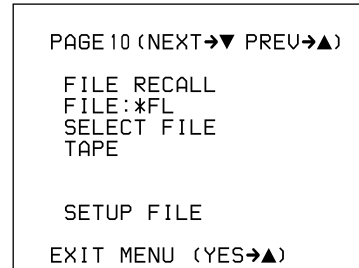 PAGE 10 (NEXT→▼ PREV→▲)
FILE RECALL
FILE:*FL
SELECT FILE
TAPE
SETUP FILE
EXIT MENU (YES→▲)